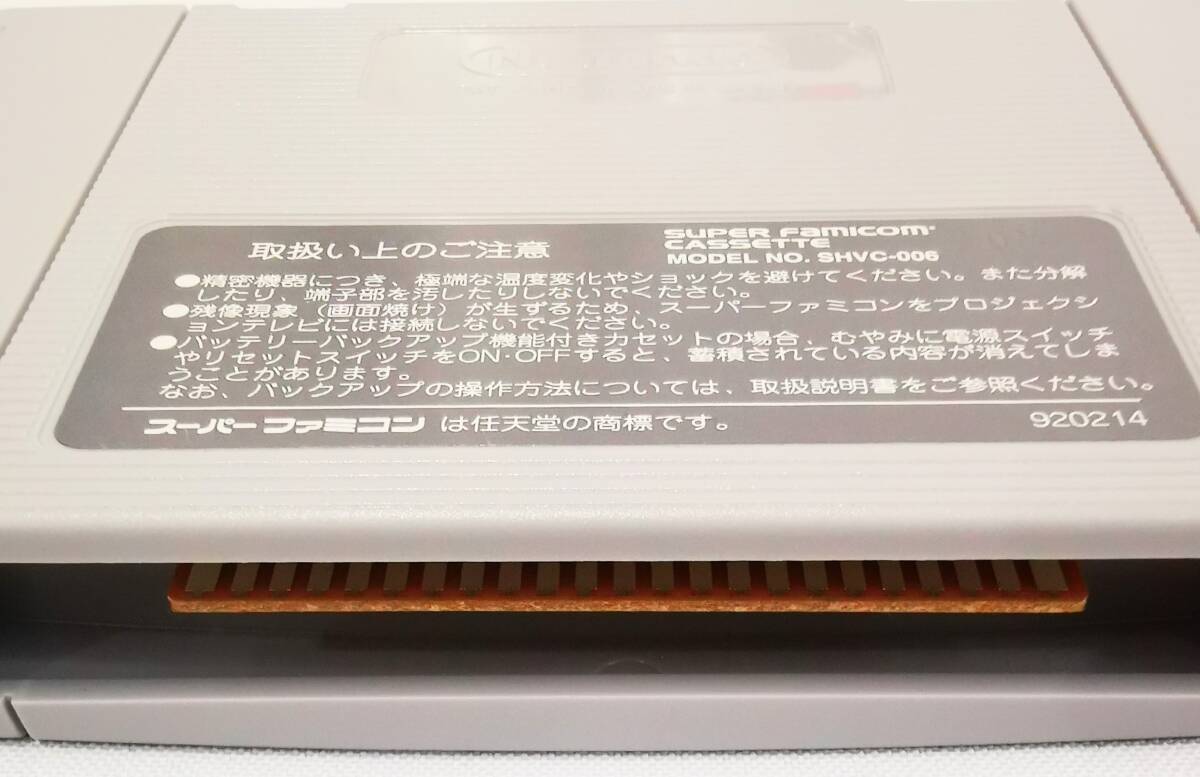 Nintendo
取扱い上のご注意
SUPER FAMICOM
CASSETTE
MODEL NO. SHVC-006
●精密機器につき、極端な温度変化やショックを避けてください。また分解
したり、端子部を汚したりしないでください。
●残像現象（画面焼け）が生ずるため、スーパーファミコンをプロジェクシ
ョンテレビには接続しないでください。
●バッテリーバックアップ機能付きカセットの場合、むやみに電源スイッチ
やリセットスイッチをON･OFFすると、蓄積されている内容が消えてしま
うことがあります。
なお、バックアップの操作方法については、取扱説明書をご参照ください。
スーパーファミコン は任天堂の商標です。
920214